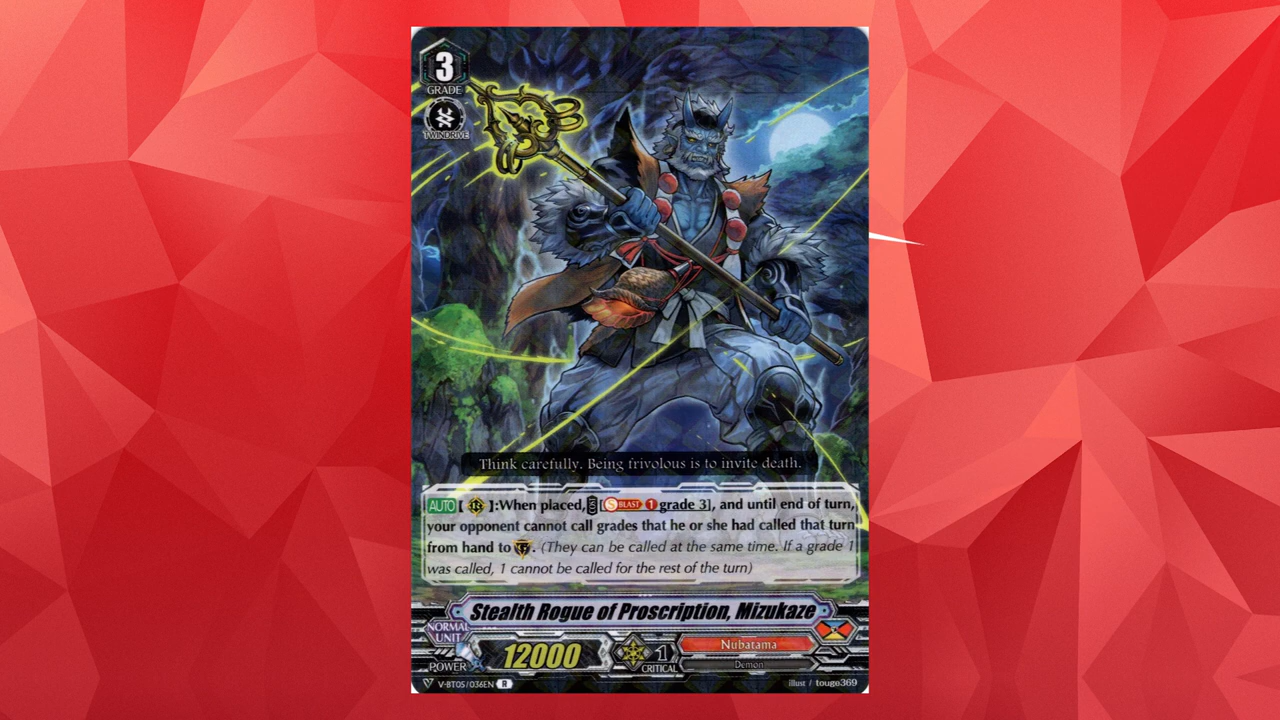 3
GRADE
TWINDRIVE
Think carefully. Being frivolous is to invite death.
AUTO [ R ]:When placed, COST [S BLAST 1 grade 3], and until end of turn,
your opponent cannot call grades that he or she had called that turn
from hand to G. (They can be called at the same time. If a grade 1
was called, 1 cannot be called for the rest of the turn)
Stealth Rogue of Proscription, Mizukaze
NORMAL
UNIT
POWER
12000
1
CRITICAL
Nubatama
Demon
V-BT05/036EN R
illust / touge369